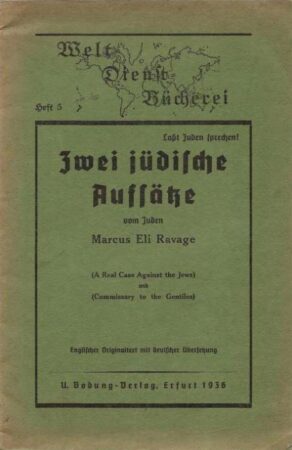 Welt
Dienst
Bücherei
Heft 5
Laßt Juden sprechen!
Zwei jüdische
Aufsätze
vom Juden
Marcus Eli Ravage
(A Real Case Against the Jews)
und
(Commissary to the Gentiles)
Englischer Originaltext mit deutscher Übersetzung
U. Bodung-Verlag, Erfurt 1936